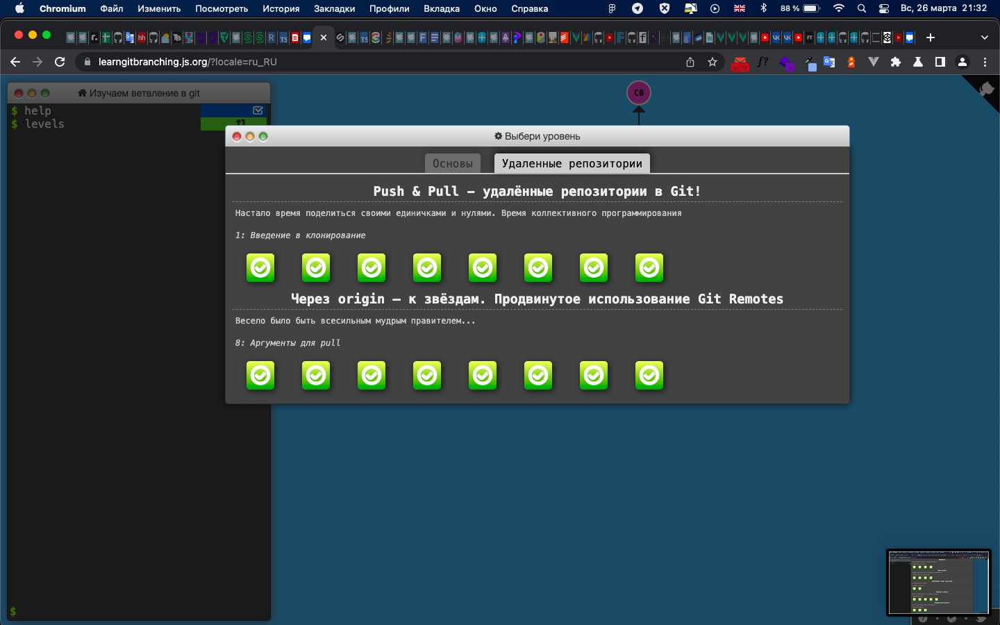 Chromium Файл Изменить Посмотреть История Закладки Профили Вкладка Окно Справка 88 % Вс, 26 марта 21:32
learngitbranching.js.org/?locale=ru_RU
C0
Изучаем ветвление в git
$ help
$ levels
Выбери уровень
Основы Удаленные репозитории
Push & Pull - удалённые репозитории в Git!
Настало время поделиться своими единичками и нулями. Время коллективного программирования
1: Введение в клонирование
Через origin – к звёздам. Продвинутое использование Git Remotes
Весело было быть всесильным мудрым правителем...
8: Аргументы для pull
$